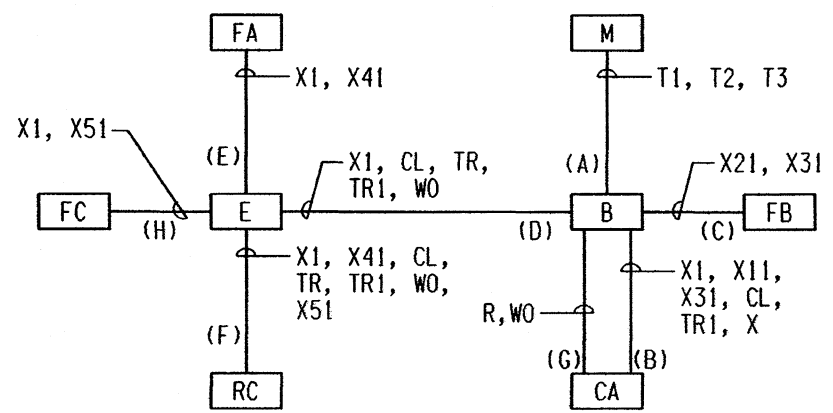 FA
M
X1, X41
T1, T2, T3
X1, X51
(E)
X1, CL, TR,
TR1, WO
(A)
X21, X31
FC
E
B
FB
(H)
(D)
(C)
X1, X41, CL,
TR, TR1, WO,
X51
X1, X11,
X31, CL,
TR1, X
R,WO
(F)
(G)
(B)
RC
CA